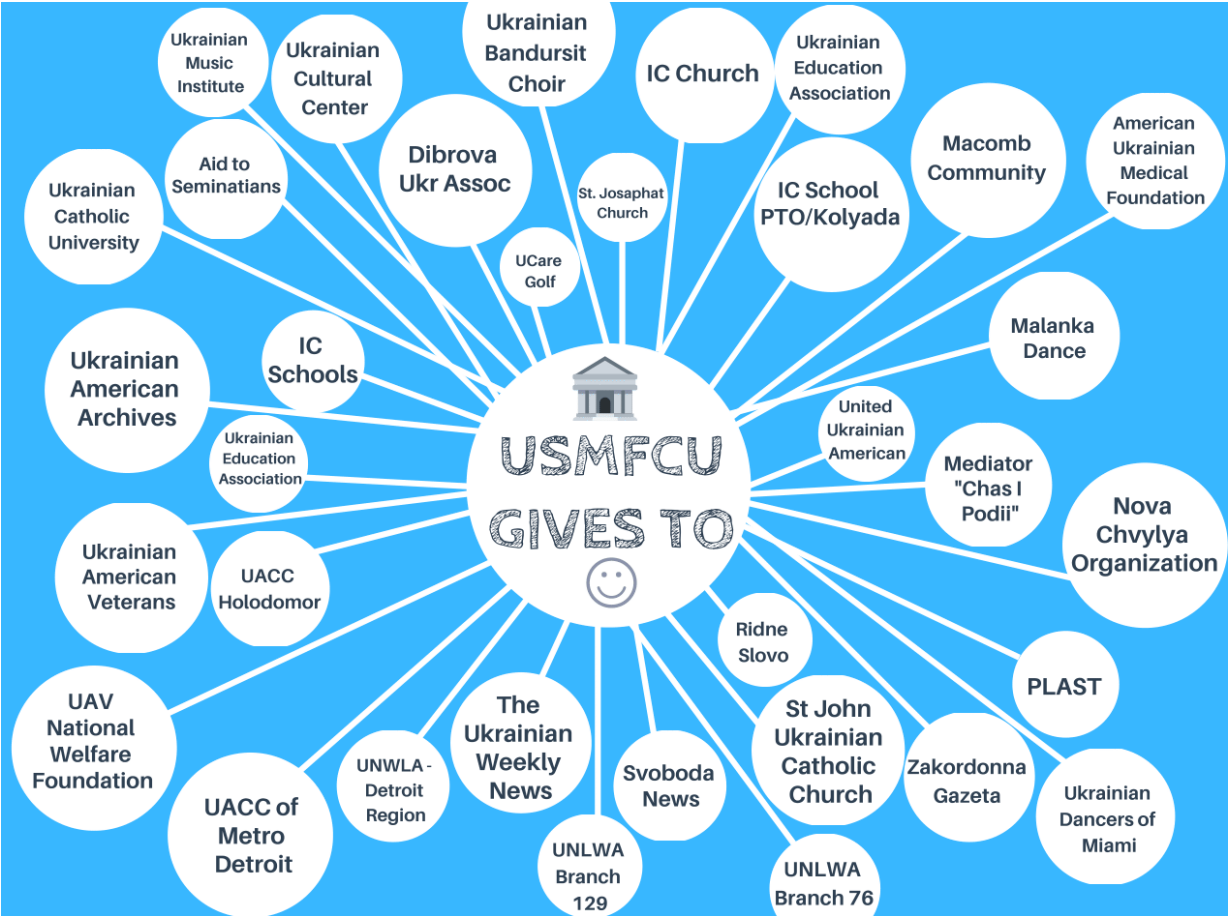 Ukrainian
Music
Institute
Ukrainian
Cultural
Center
Ukrainian
Bandursit
Choir
IC Church
Ukrainian
Education
Association
Macomb
Community
American
Ukrainian
Medical
Foundation
Aid to
Seminatians
Dibrova
Ukr Assoc
St. Josaphat
Church
IC School
PTO/Kolyada
Ukrainian
Catholic
University
UCare
Golf
Malanka
Dance
Ukrainian
American
Archives
IC
Schools
United
Ukrainian
American
Ukrainian
Education
Association
USMFCU
GIVES TO
Mediator
"Chas I
Podii"
Nova
Chvylya
Organization
Ukrainian
American
Veterans
UACC
Holodomor
Ridne
Slovo
PLAST
UAV
National
Welfare
Foundation
UACC of
Metro
Detroit
UNWLA -
Detroit
Region
The
Ukrainian
Weekly
News
Svoboda
News
St John
Ukrainian
Catholic
Church
Zakordonna
Gazeta
Ukrainian
Dancers of
Miami
UNLWA
Branch
129
UNLWA
Branch 76